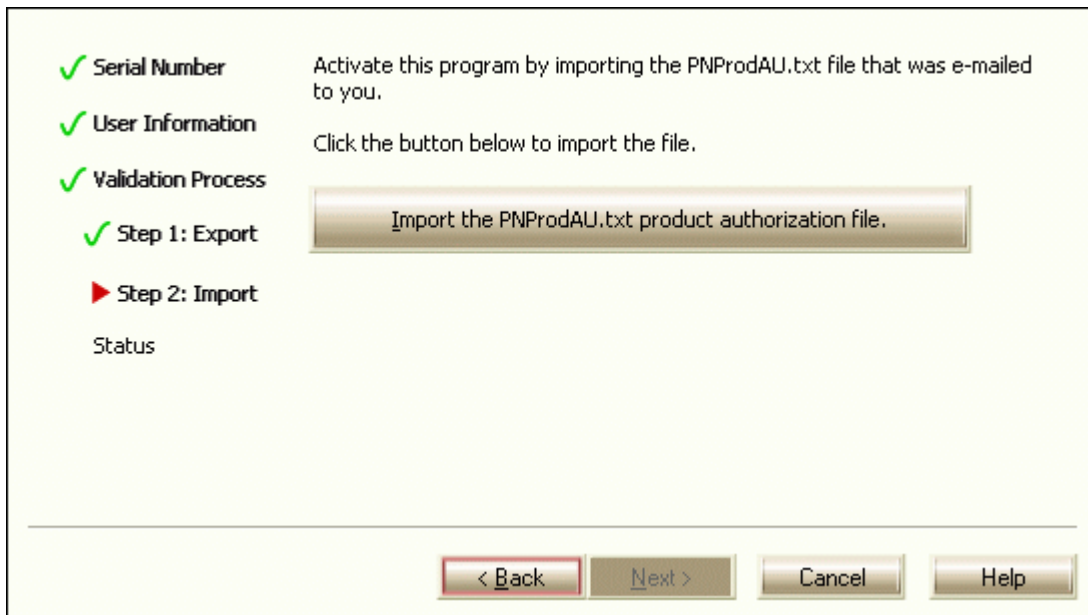 Serial Number
User Information
Validation Process
Step 1: Export
Step 2: Import
Status
Activate this program by importing the PNProdAU.txt file that was e-mailed
to you.
Click the button below to import the file.
Import the PNProdAU.txt product authorization file.
< Back
Next >
Cancel
Help